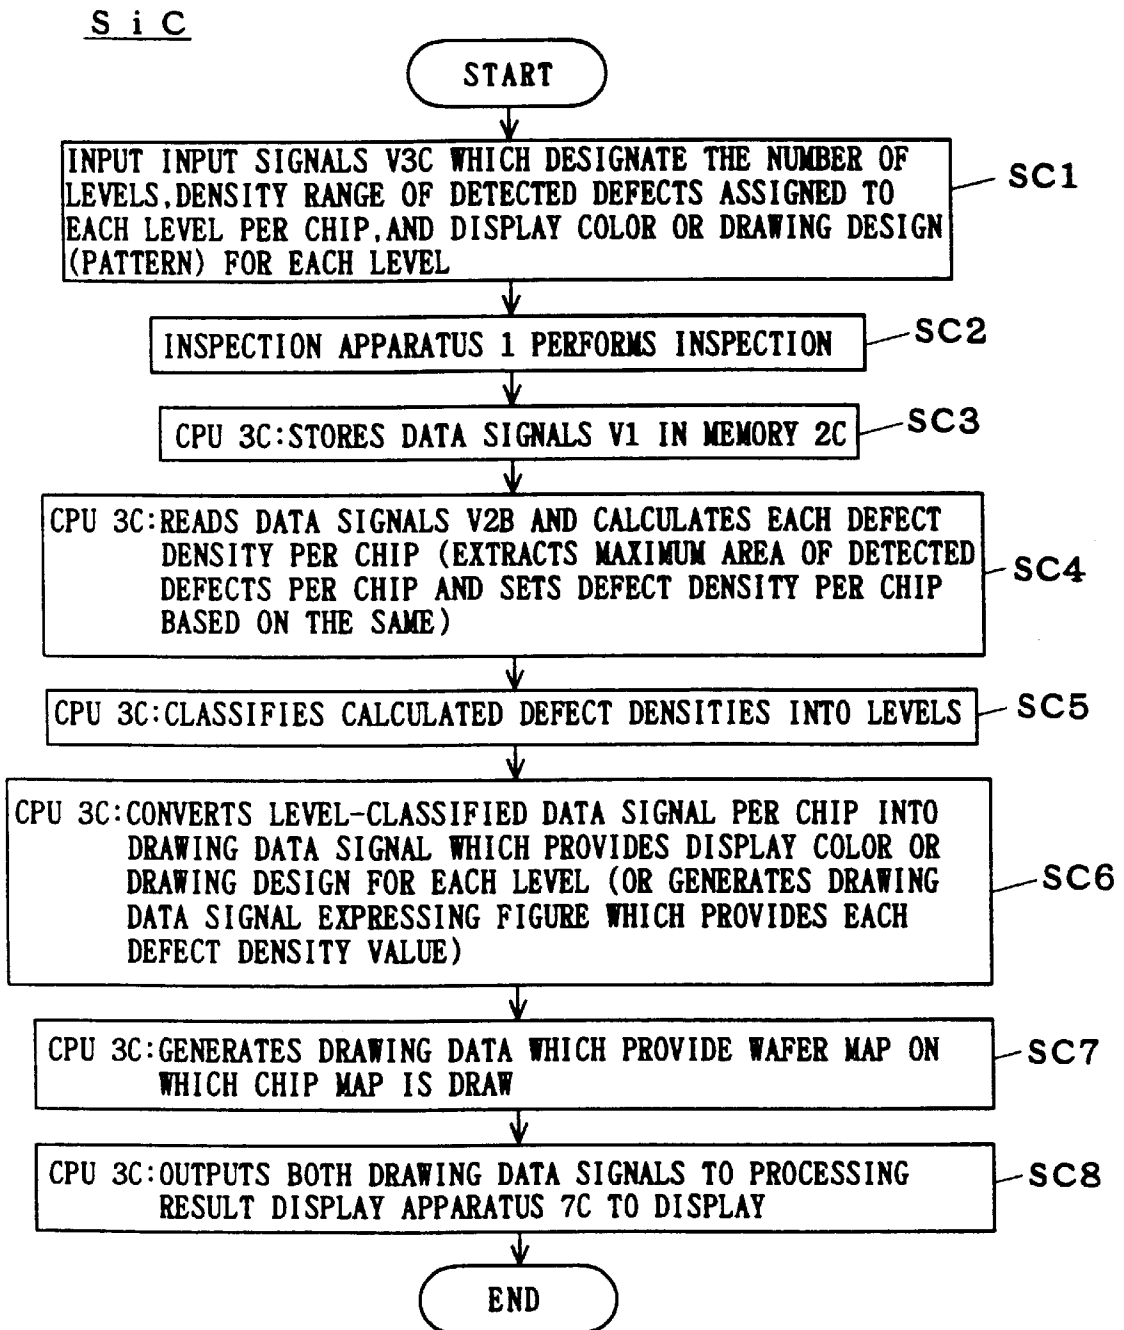 S i C
START
INPUT INPUT SIGNALS V3C WHICH DESIGNATE THE NUMBER OF
LEVELS,DENSITY RANGE OF DETECTED DEFECTS ASSIGNED TO
EACH LEVEL PER CHIP,AND DISPLAY COLOR OR DRAWING DESIGN
(PATTERN) FOR EACH LEVEL
SC1
INSPECTION APPARATUS 1 PERFORMS INSPECTION
SC2
CPU 3C:STORES DATA SIGNALS V1 IN MEMORY 2C
SC3
CPU 3C:READS DATA SIGNALS V2B AND CALCULATES EACH DEFECT
DENSITY PER CHIP (EXTRACTS MAXIMUM AREA OF DETECTED
DEFECTS PER CHIP AND SETS DEFECT DENSITY PER CHIP
BASED ON THE SAME)
SC4
CPU 3C:CLASSIFIES CALCULATED DEFECT DENSITIES INTO LEVELS
SC5
CPU 3C:CONVERTS LEVEL-CLASSIFIED DATA SIGNAL PER CHIP INTO
DRAWING DATA SIGNAL WHICH PROVIDES DISPLAY COLOR OR
DRAWING DESIGN FOR EACH LEVEL (OR GENERATES DRAWING
DATA SIGNAL EXPRESSING FIGURE WHICH PROVIDES EACH
DEFECT DENSITY VALUE)
SC6
CPU 3C:GENERATES DRAWING DATA WHICH PROVIDE WAFER MAP ON
WHICH CHIP MAP IS DRAW
SC7
CPU 3C:OUTPUTS BOTH DRAWING DATA SIGNALS TO PROCESSING
RESULT DISPLAY APPARATUS 7C TO DISPLAY
SC8
END